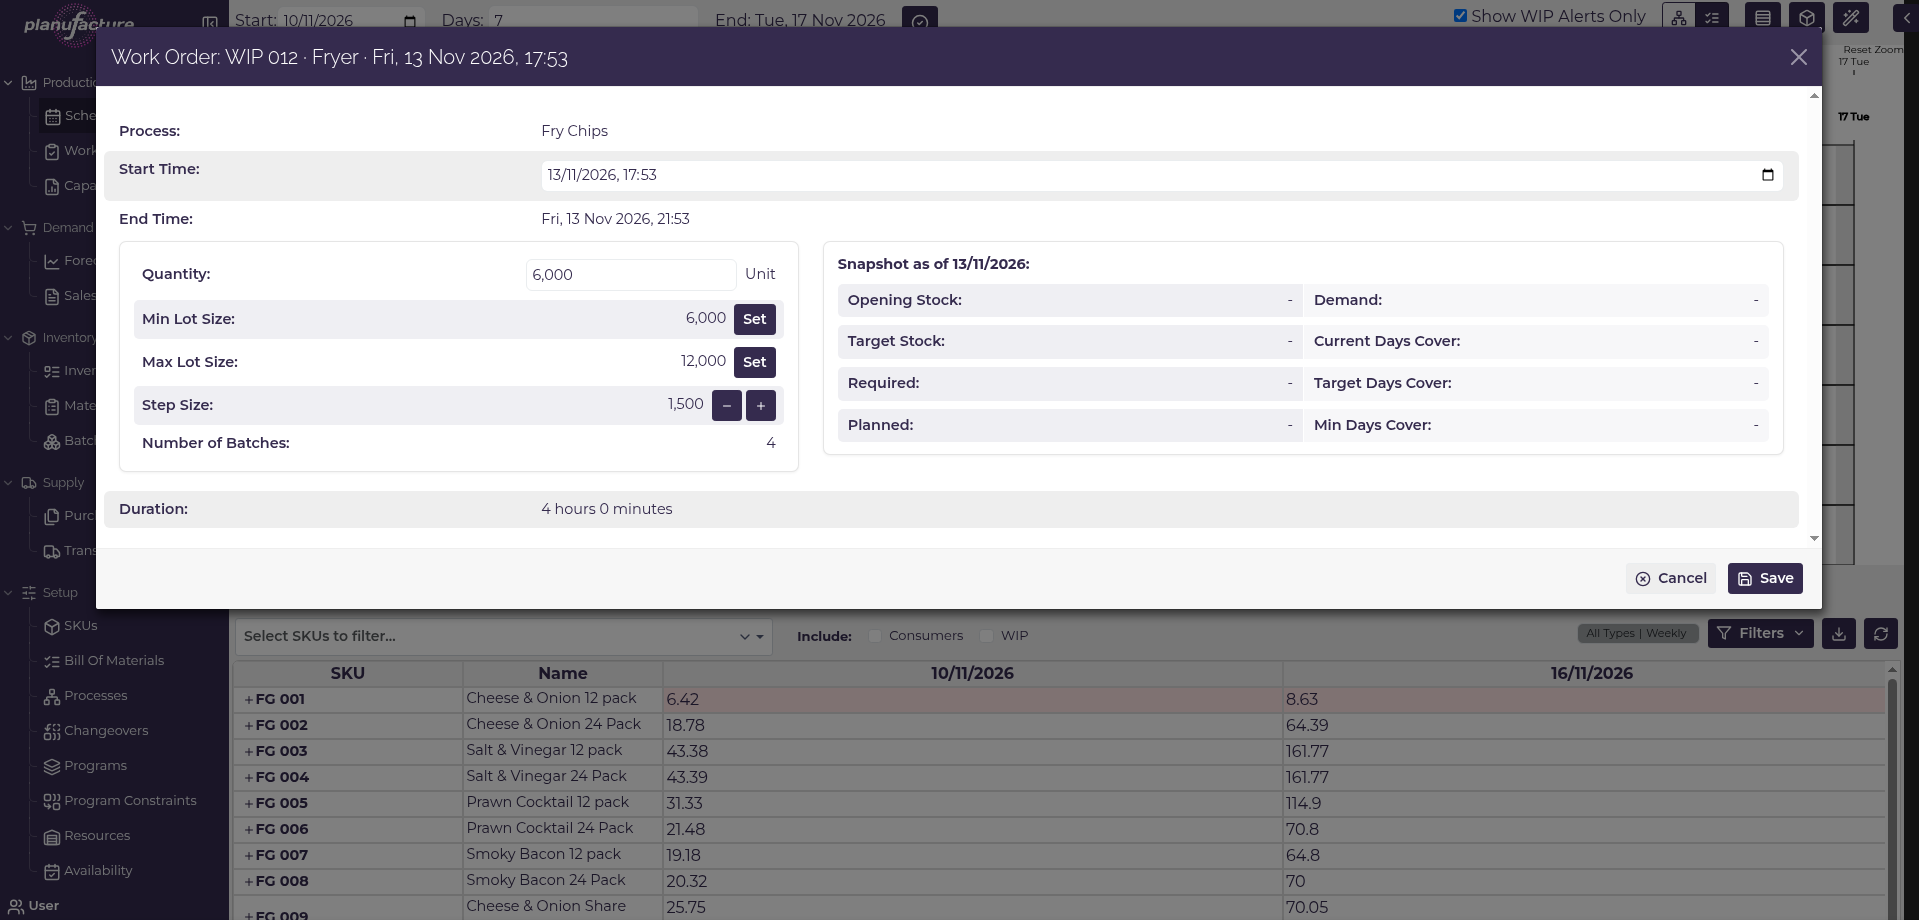 planufacture
Start: 10/11/2026
Days: 7
End: Tue, 17 Nov 2026
Show WIP Alerts Only
Reset Zoom
17 Tue
17 Tue
Work Order: WIP 012 · Fryer · Fri, 13 Nov 2026, 17:53
Process: Fry Chips
Start Time: 13/11/2026, 17:53
End Time: Fri, 13 Nov 2026, 21:53
Quantity: 6,000 Unit
Min Lot Size: 6,000 Set
Max Lot Size: 12,000 Set
Step Size: 1,500 − +
Number of Batches: 4
Snapshot as of 13/11/2026:
Opening Stock: - Demand: -
Target Stock: - Current Days Cover: -
Required: - Target Days Cover: -
Planned: - Min Days Cover: -
Duration: 4 hours 0 minutes
Cancel Save
Demand
Inventory
Supply
Setup
SKUs
Bill Of Materials
Processes
Changeovers
Programs
Program Constraints
Resources
Availability
User
Select SKUs to filter...
Include: Consumers WIP
All Types | Weekly
Filters
SKU Name 10/11/2026 16/11/2026
+FG 001 Cheese & Onion 12 pack 6.42 8.63
+FG 002 Cheese & Onion 24 Pack 18.78 64.39
+FG 003 Salt & Vinegar 12 pack 43.38 161.77
+FG 004 Salt & Vinegar 24 Pack 43.39 161.77
+FG 005 Prawn Cocktail 12 pack 31.33 114.9
+FG 006 Prawn Cocktail 24 Pack 21.48 70.8
+FG 007 Smoky Bacon 12 pack 19.18 64.8
+FG 008 Smoky Bacon 24 Pack 20.32 70
+FG 009 Cheese & Onion Share 25.75 70.05